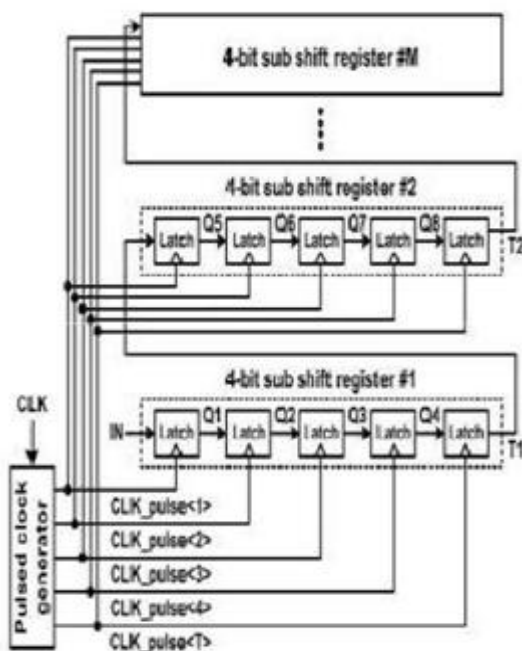 4-bit sub shift register #M
4-bit sub shift register #2
Q5 Q6 Q7 Q8
Latch Latch Latch Latch Latch
T2
4-bit sub shift register #1
CLK
Q1 Q2 Q3 Q4
IN Latch Latch Latch Latch Latch
T1
Pulsed clock
generator
CLK_pulse<1>
CLK_pulse<2>
CLK_pulse<3>
CLK_pulse<4>
CLK_pulse<T>